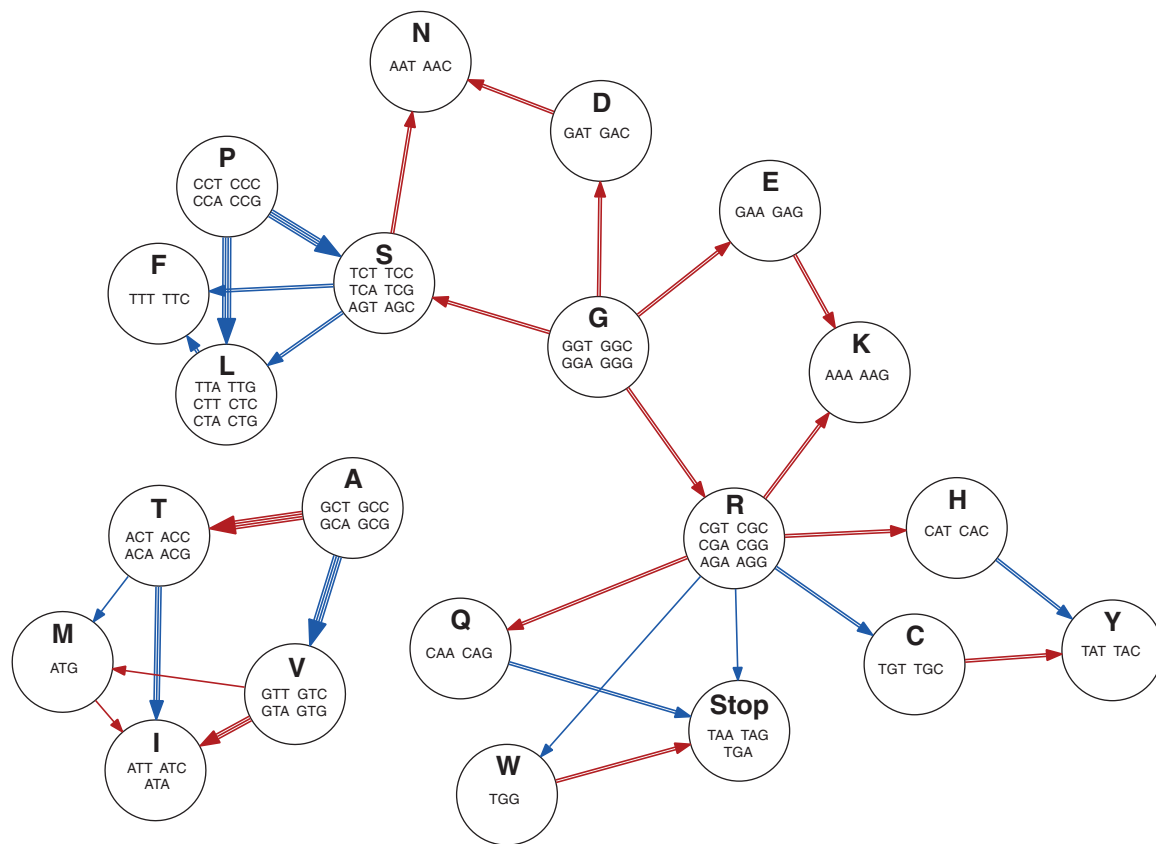 N
AAT AAC
D
GAT GAC
P
CCT CCC
CCA CCG
E
GAA GAG
F
TTT TTC
S
TCT TCC
TCA TCG
AGT AGC
G
GGT GGC
GGA GGG
K
AAA AAG
L
TTA TTG
CTT CTC
CTA CTG
A
GCT GCC
GCA GCG
T
ACT ACC
ACA ACG
R
CGT CGC
CGA CGG
AGA AGG
H
CAT CAC
M
ATG
Q
CAA CAG
C
TGT TGC
Y
TAT TAC
V
GTT GTC
GTA GTG
Stop
TAA TAG
TGA
I
ATT ATC
ATA
W
TGG